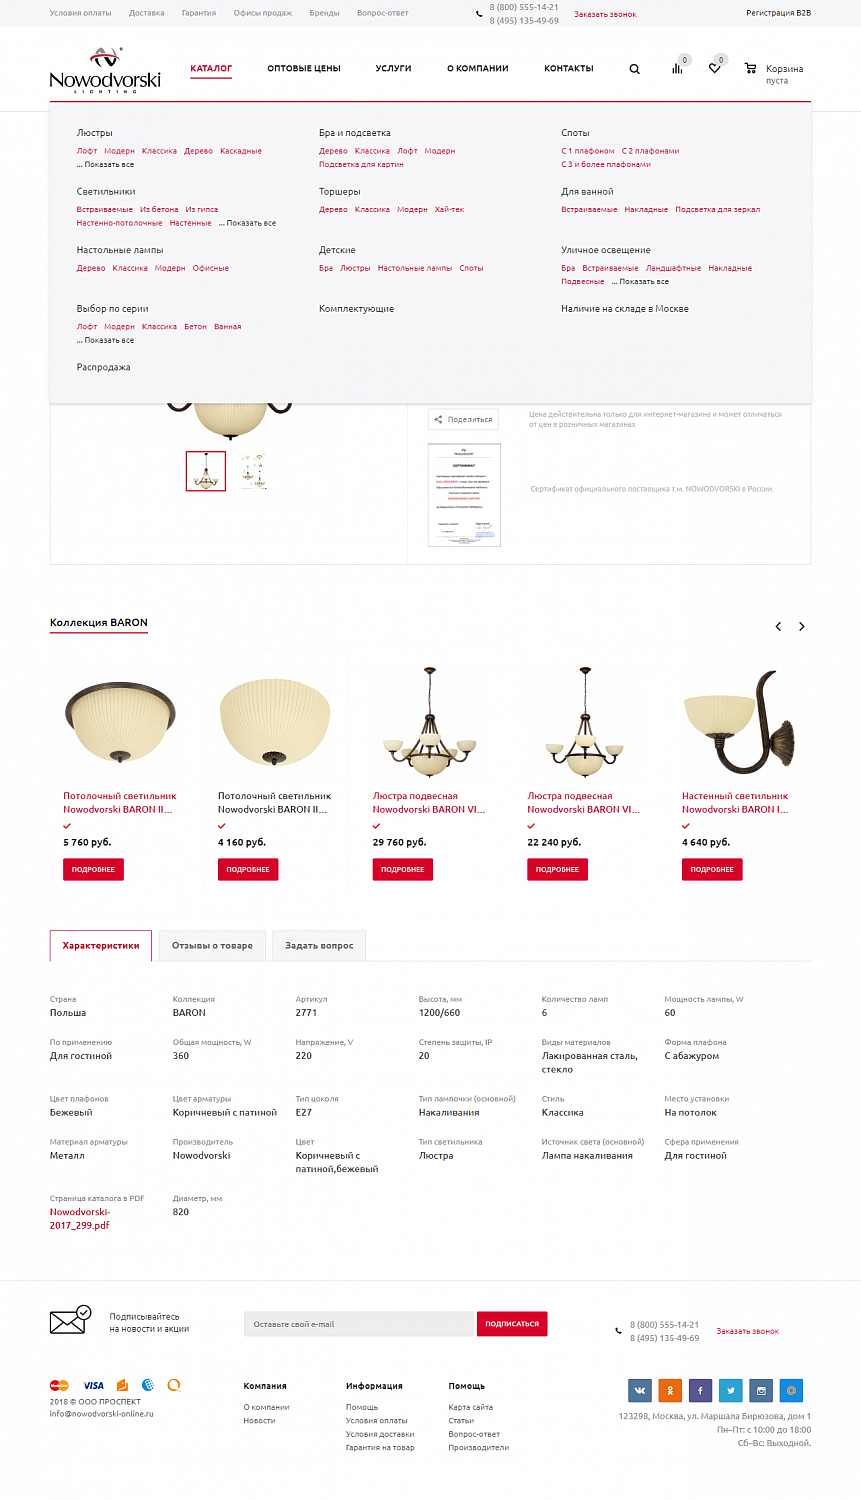 Условия оплаты Доставка Гарантия Офисы продаж Бренды Вопрос-ответ
8 (800) 555-14-21
8 (495) 135-49-69
Заказать звонок
Регистрация B2B
Nowodvorski
LIGHTING
КАТАЛОГ ОПТОВЫЕ ЦЕНЫ УСЛУГИ О КОМПАНИИ КОНТАКТЫ
0
0
Корзина
пуста
Люстры
Лофт Модерн Классика Дерево Каскадные
... Показать все
Бра и подсветка
Дерево Классика Лофт Модерн
Подсветка для картин
Споты
С 1 плафоном С 2 плафонами
С 3 и более плафонами
Светильники
Встраиваемые Из бетона Из гипса
Настенно-потолочные Настенные ... Показать все
Торшеры
Дерево Классика Модерн Хай-тек
Для ванной
Встраиваемые Накладные Подсветка для зеркал
Настольные лампы
Дерево Классика Модерн Офисные
Детские
Бра Люстры Настольные лампы Споты
Уличное освещение
Бра Встраиваемые Ландшафтные Накладные
Подвесные ... Показать все
Выбор по серии
Лофт Модерн Классика Бетон Ванная
... Показать все
Комплектующие
Наличие на складе в Москве
Распродажа
Поделиться
Цена действительна только для интернет-магазина и может отличаться
от цен в розничных магазинах
Nowodvorski
СЕРТИФИКАТ
Сертификат официального поставщика т.м. NOWODVORSKI в России.
Коллекция BARON
Потолочный светильник
Nowodvorski BARON II...
5 760 руб.
ПОДРОБНЕЕ
Потолочный светильник
Nowodvorski BARON II...
4 160 руб.
ПОДРОБНЕЕ
Люстра подвесная
Nowodvorski BARON VI...
29 760 руб.
ПОДРОБНЕЕ
Люстра подвесная
Nowodvorski BARON VI...
22 240 руб.
ПОДРОБНЕЕ
Настенный светильник
Nowodvorski BARON I...
4 640 руб.
ПОДРОБНЕЕ
Характеристики Отзывы о товаре Задать вопрос
Страна Коллекция Артикул Высота, мм Количество ламп Мощность лампы, W
Польша BARON 2771 1200/660 6 60
По применению Общая мощность, W Напряжение, V Степень защиты, IP Виды материалов Форма плафона
Для гостиной 360 220 20 Лакированная сталь, С абажуром
стекло
Цвет плафонов Цвет арматуры Тип цоколя Тип лампочки (основной) Стиль Место установки
Бежевый Коричневый с патиной E27 Накаливания Классика На потолок
Материал арматуры Производитель Цвет Тип светильника Источник света (основной) Сфера применения
Металл Nowodvorski Коричневый с Люстра Лампа накаливания Для гостиной
патиной,бежевый
Страница каталога в PDF Диаметр, мм
Nowodvorski- 820
2017_299.pdf
Подписывайтесь
на новости и акции
Оставьте свой e-mail
ПОДПИСАТЬСЯ
8 (800) 555-14-21
8 (495) 135-49-69
Заказать звонок
VISA
2018 © ООО ПРОСПЕКТ
info@nowodvorski-online.ru
Компания
О компании
Новости
Информация
Помощь
Условия оплаты
Условия доставки
Гарантия на товар
Помощь
Карта сайта
Статьи
Вопрос-ответ
Производители
123298, Москва, ул. Маршала Бирюзова, дом 1
Пн–Пт: с 10:00 до 18:00
Сб–Вс: Выходной.